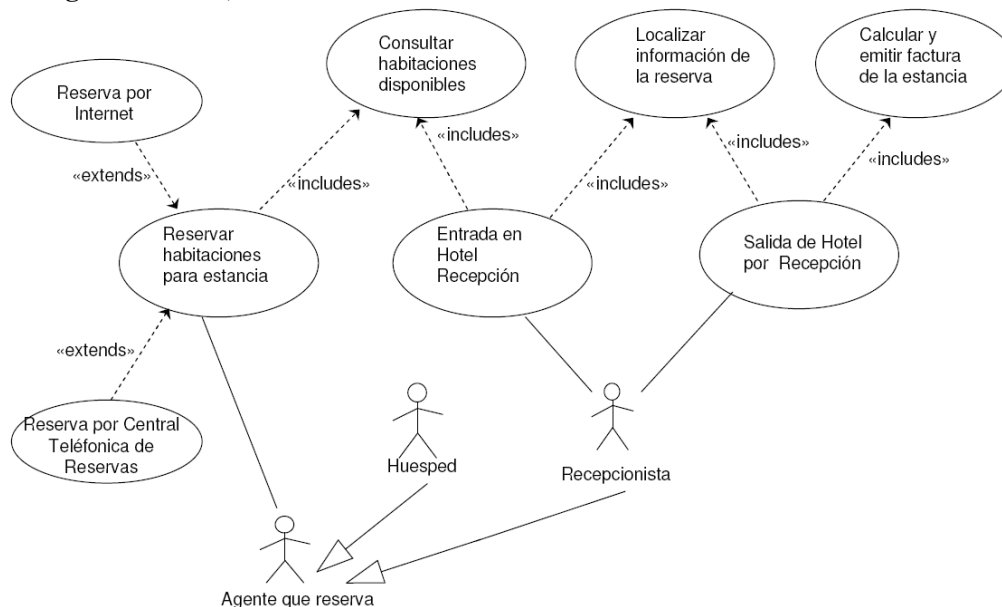 Consultar
habitaciones
disponibles
Localizar
información de
la reserva
Calcular y
emitir factura
de la estancia
Reserva por
Internet
«extends»
«includes»
«includes»
«includes»
«includes»
«includes»
Reservar
habitaciones
para estancia
Entrada en
Hotel
Recepción
Salida de Hotel
por Recepción
«extends»
Reserva por Central
Teléfonica de
Reservas
Huesped
Recepcionista
Agente que reserva